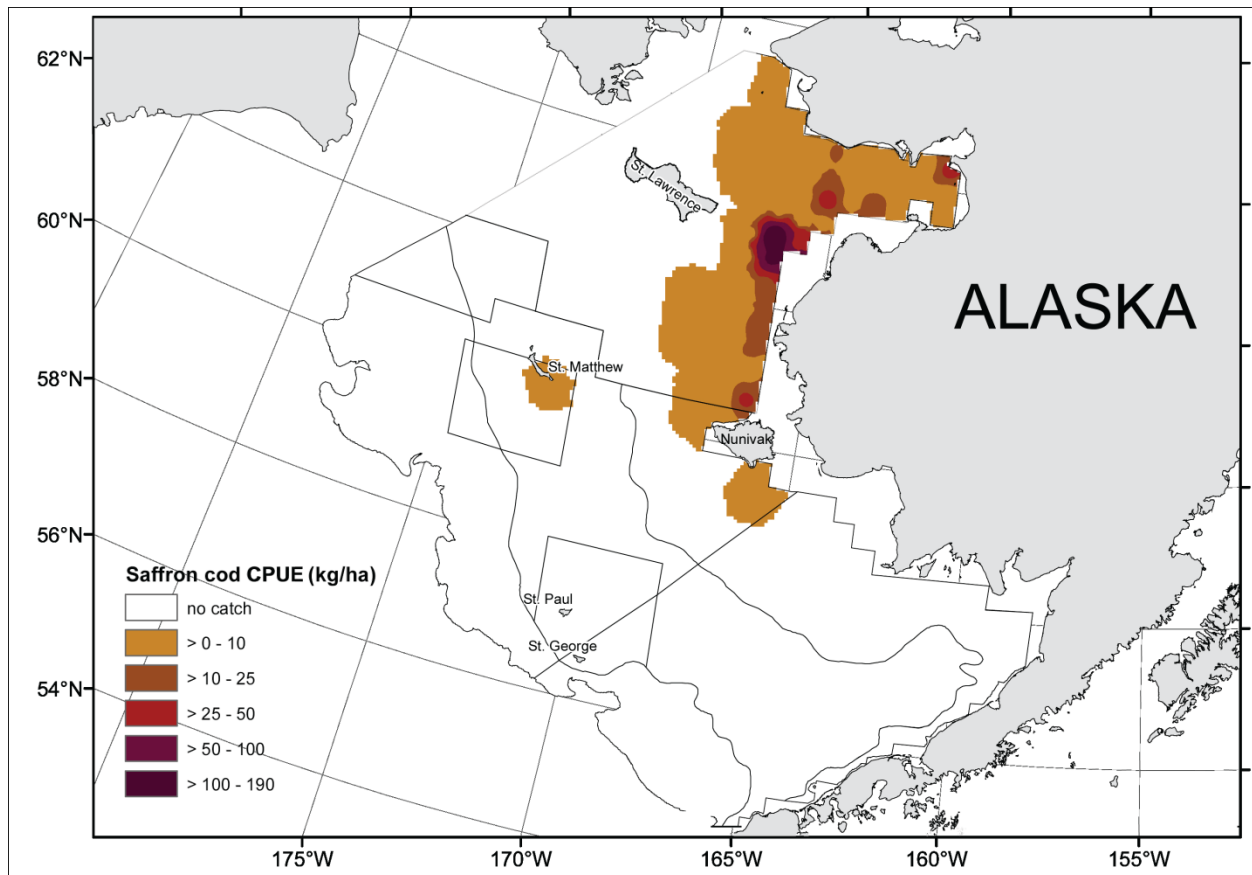 62°N
60°N
58°N
56°N
54°N
St. Lawrence
ALASKA
St. Matthew
Nunivak
St. Paul
St. George
Saffron cod CPUE (kg/ha)
no catch
> 0 - 10
> 10 - 25
> 25 - 50
> 50 - 100
> 100 - 190
175°W
170°W
165°W
160°W
155°W